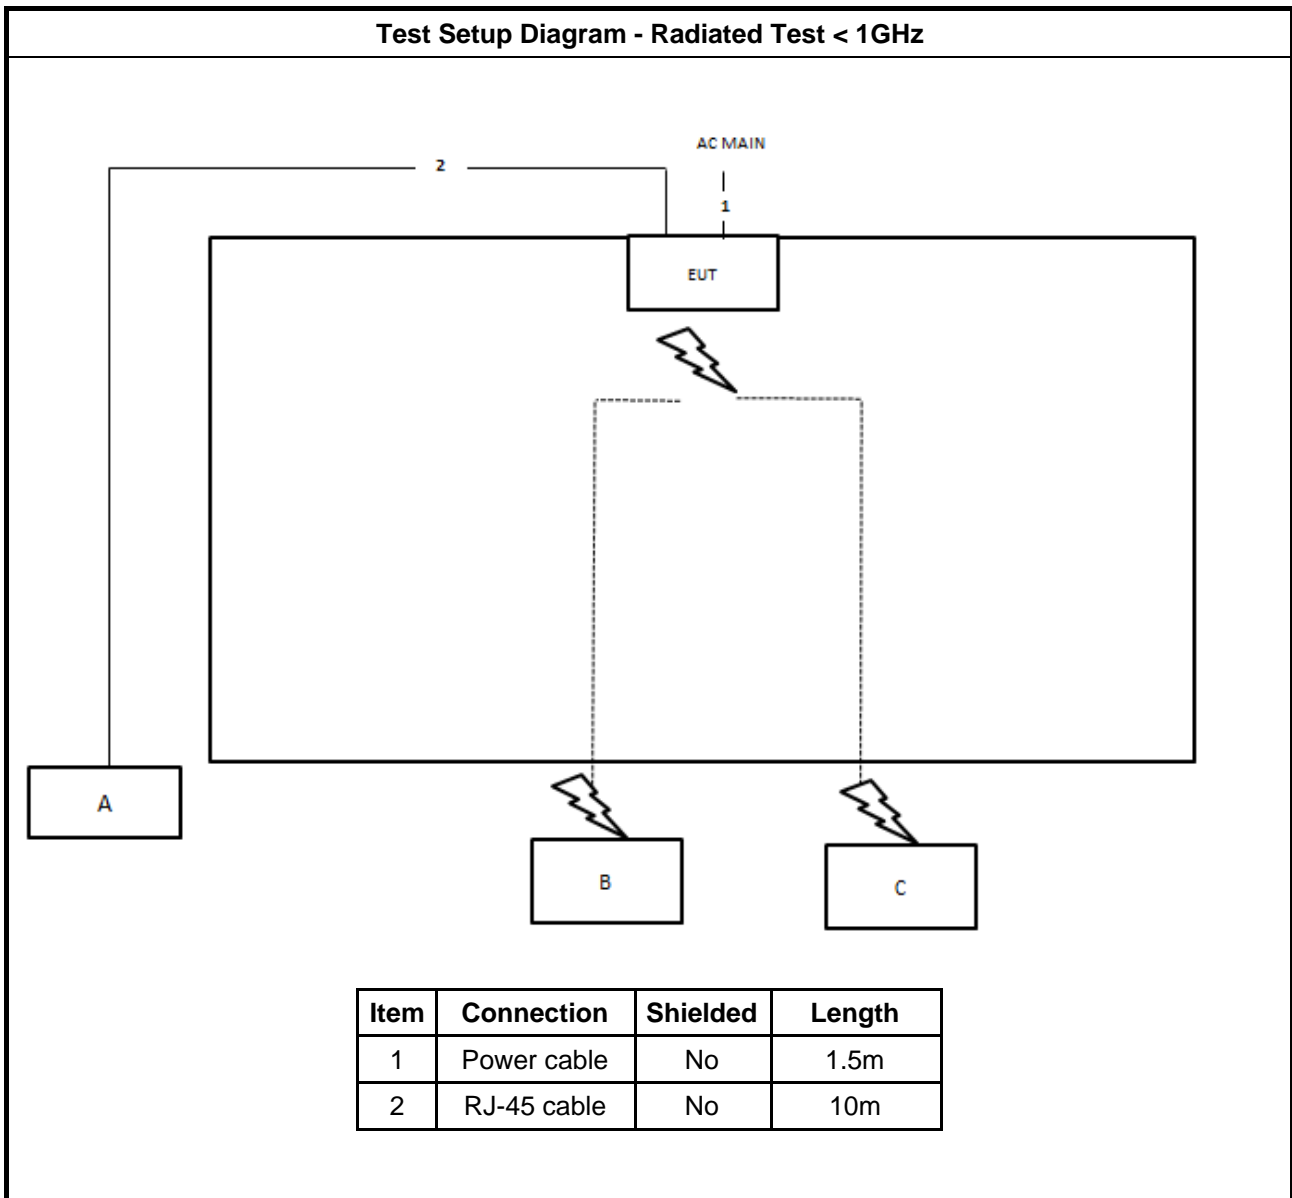 Test Setup Diagram - Radiated Test < 1GHz
AC MAIN
2
1
EUT
A
B
C
Item Connection Shielded Length
1 Power cable No 1.5m
2 RJ-45 cable No 10m